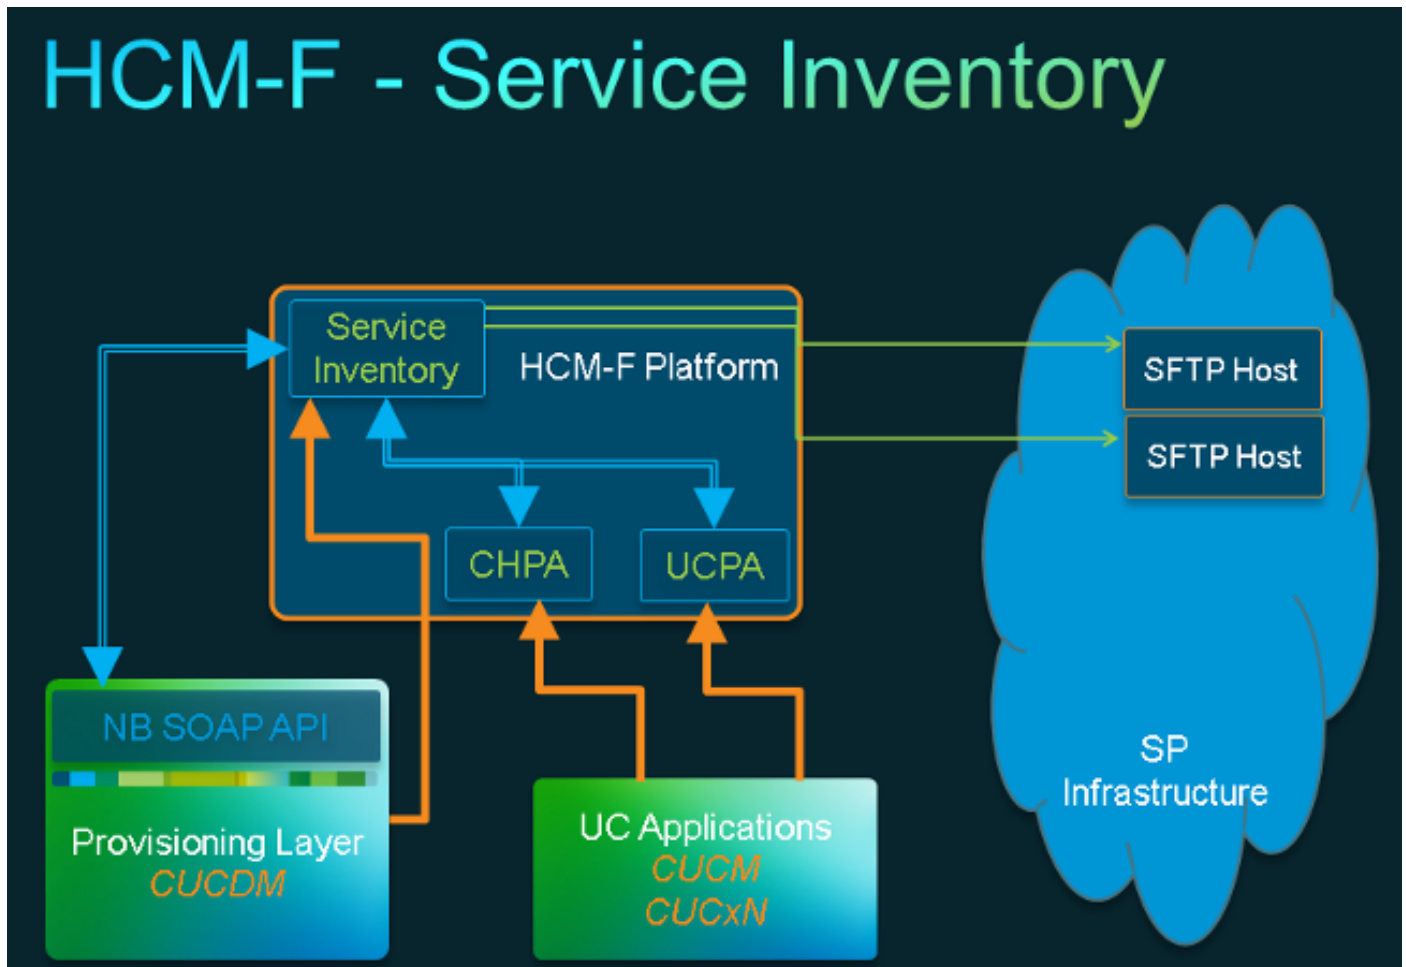 HCM-F - Service Inventory
Service
Inventory
HCM-F Platform
SFTP Host
SFTP Host
CHPA
UCPA
NB SOAP API
Provisioning Layer
CUCDM
UC Applications
CUCM
CUCxN
SP
Infrastructure